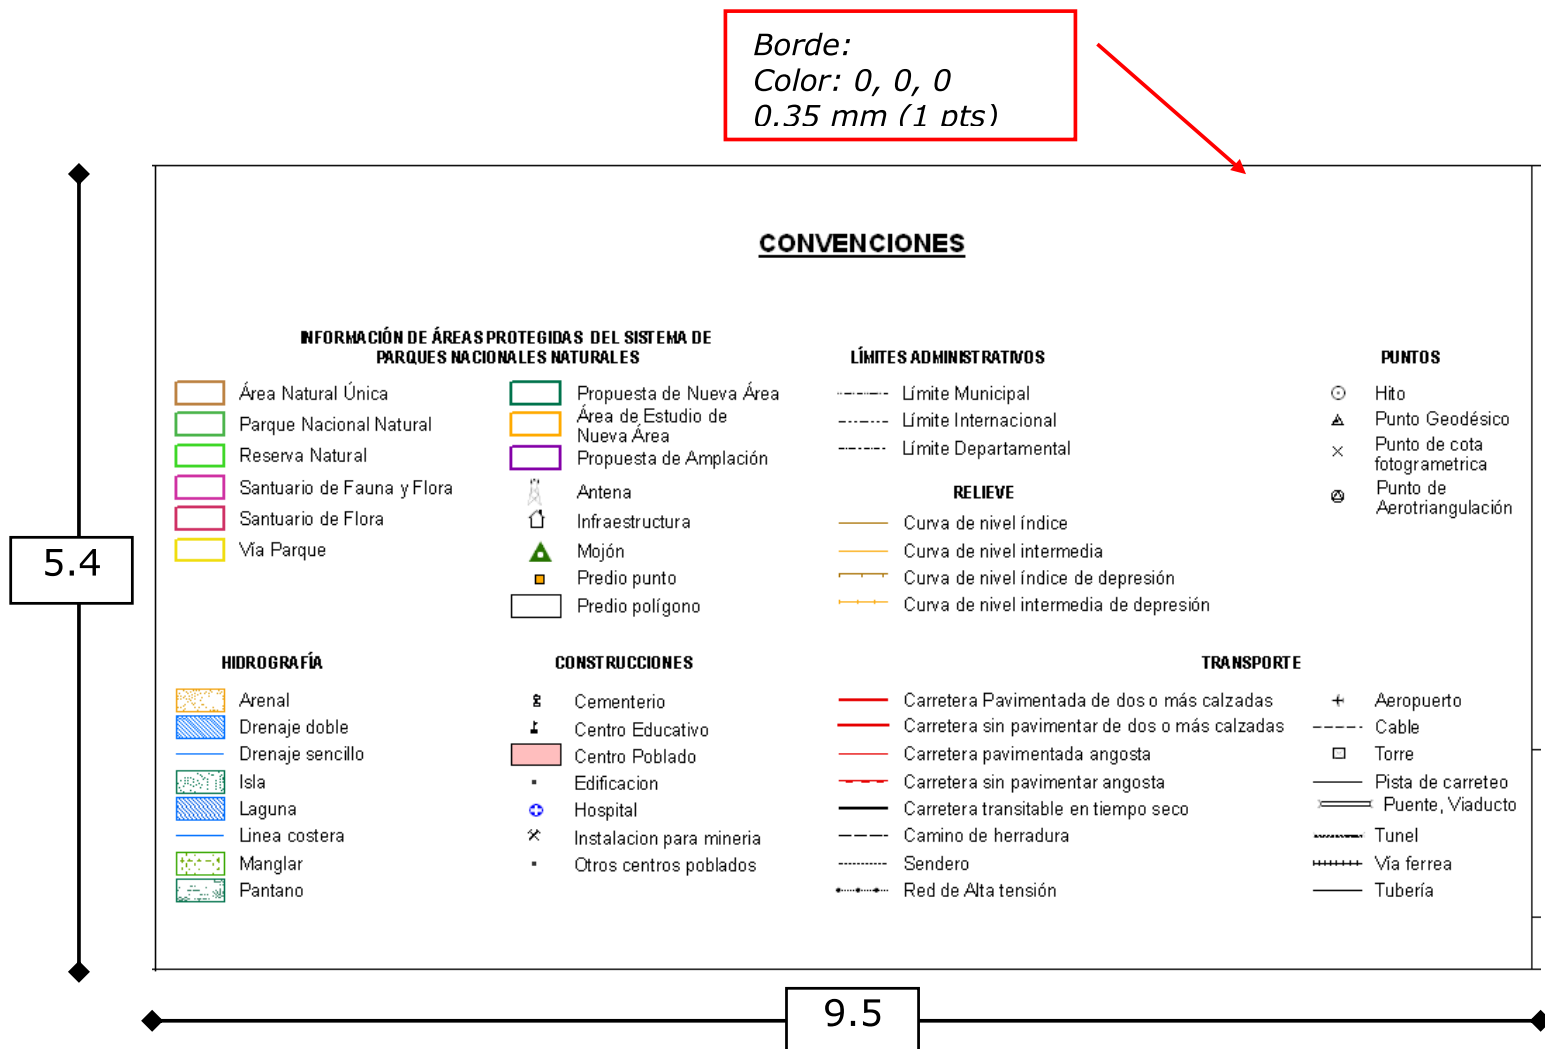 Borde:
Color: 0, 0, 0
0.35 mm (1 pts)
CONVENCIONES
INFORMACIÓN DE ÁREAS PROTEGIDAS DEL SISTEMA DE
PARQUES NACIONALES NATURALES
Área Natural Única
Parque Nacional Natural
Reserva Natural
Santuario de Fauna y Flora
Santuario de Flora
Vía Parque
Propuesta de Nueva Área
Área de Estudio de
Nueva Área
Propuesta de Amplación
Antena
Infraestructura
Mojón
Predio punto
Predio polígono
LÍMITES ADMINISTRATIVOS
Límite Municipal
Límite Internacional
Límite Departamental
RELIEVE
Curva de nivel índice
Curva de nivel intermedia
Curva de nivel índice de depresión
Curva de nivel intermedia de depresión
PUNTOS
Hito
Punto Geodésico
Punto de cota
fotogrametrica
Punto de
Aerotriangulación
5.4
HIDROGRAFÍA
Arenal
Drenaje doble
Drenaje sencillo
Isla
Laguna
Linea costera
Manglar
Pantano
CONSTRUCCIONES
Cementerio
Centro Educativo
Centro Poblado
Edificacion
Hospital
Instalacion para mineria
Otros centros poblados
TRANSPORTE
Carretera Pavimentada de dos o más calzadas
Carretera sin pavimentar de dos o más calzadas
Carretera pavimentada angosta
Carretera sin pavimentar angosta
Carretera transitable en tiempo seco
Camino de herradura
Sendero
Red de Alta tensión
Aeropuerto
Cable
Torre
Pista de carreteo
Puente, Viaducto
Tunel
Vía ferrea
Tubería
9.5